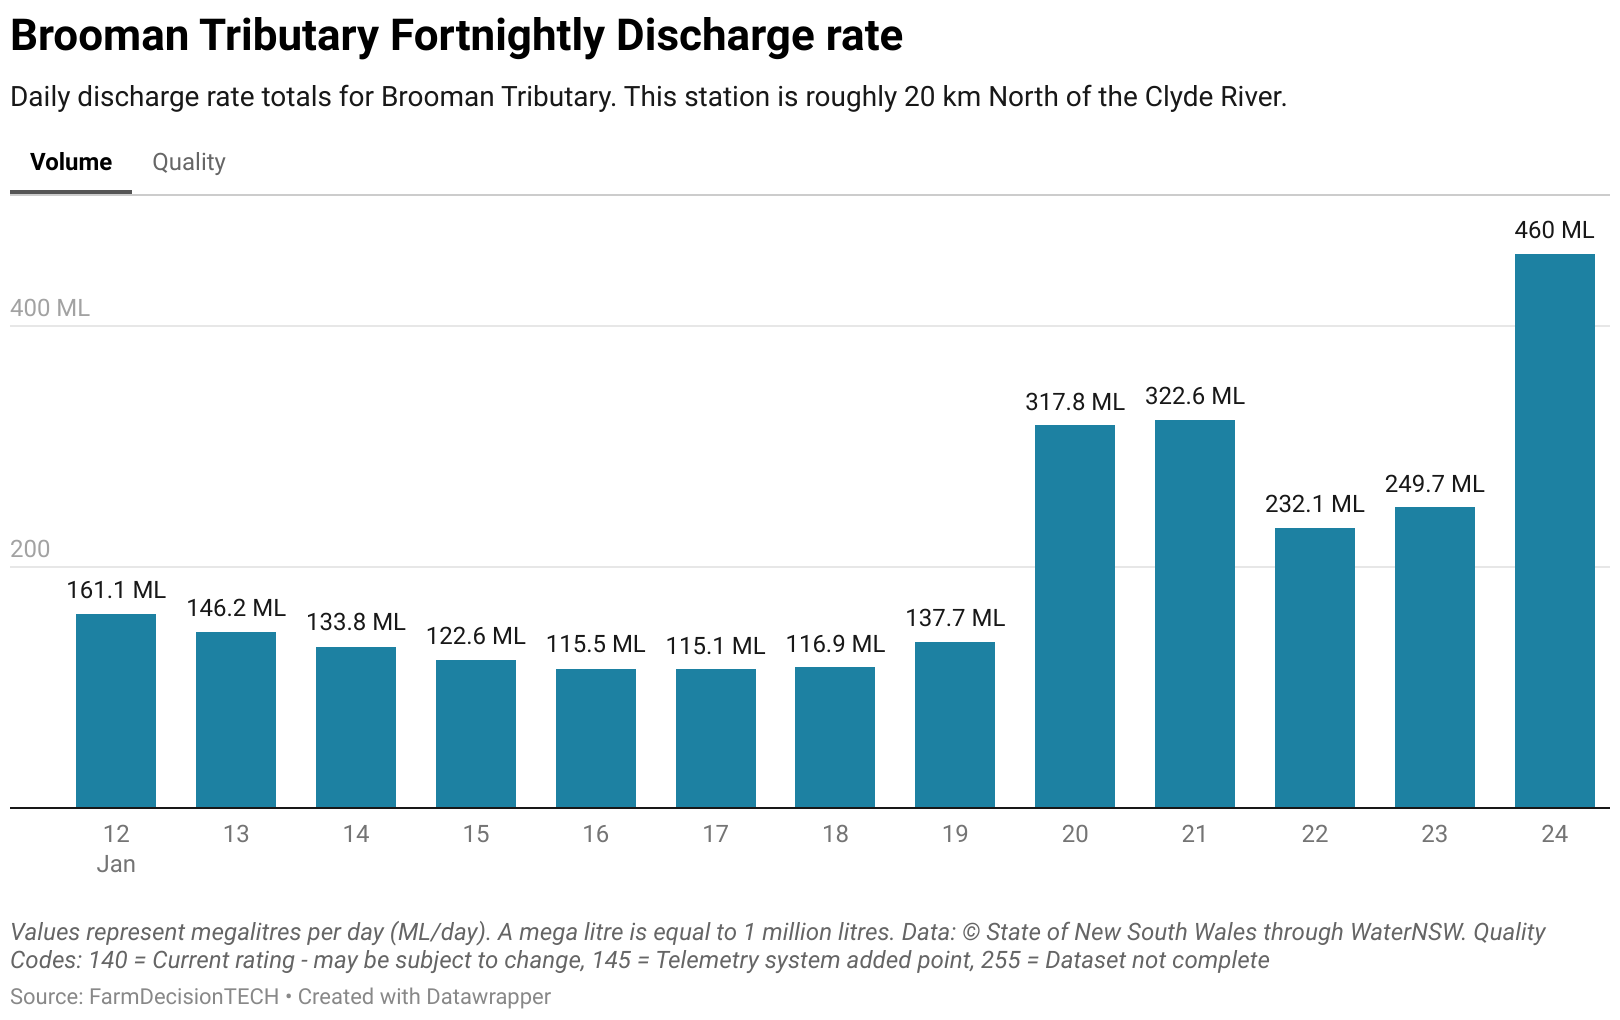 Brooman Tributary Fortnightly Discharge rate
Daily discharge rate totals for Brooman Tributary. This station is roughly 20 km North of the Clyde River.
Volume Quality
460 ML
400 ML
317.8 ML 322.6 ML
232.1 ML 249.7 ML
200
161.1 ML 146.2 ML 133.8 ML 122.6 ML 115.5 ML 115.1 ML 116.9 ML 137.7 ML
12 13 14 15 16 17 18 19 20 21 22 23 24
Jan
Values represent megalitres per day (ML/day). A mega litre is equal to 1 million litres. Data: © State of New South Wales through WaterNSW. Quality
Codes: 140 = Current rating - may be subject to change, 145 = Telemetry system added point, 255 = Dataset not complete
Source: FarmDecisionTECH • Created with Datawrapper